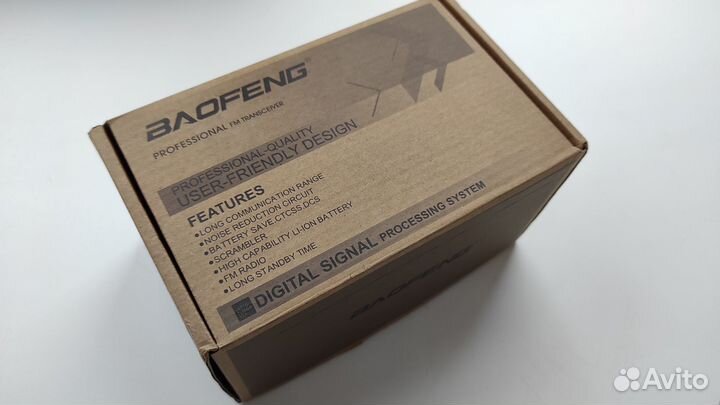 BAOFENG®
PROFESSIONAL FM TRANSCEIVER
PROFESSIONAL-QUALITY
USER-FRIENDLY DESIGN
FEATURES
•LONG COMMUNICATION RANGE
•NOISE REDUCTION CIRCUIT
•BATTERY SAVE.CTCSS.DCS
•SCRAMBLER
•HIGH CAPABILITY LI-ION BATTERY
•FM RADIO
•LONG STANDBY TIME
DIGITAL SIGNAL PROCESSING SYSTEM
BAOFENG
Avito